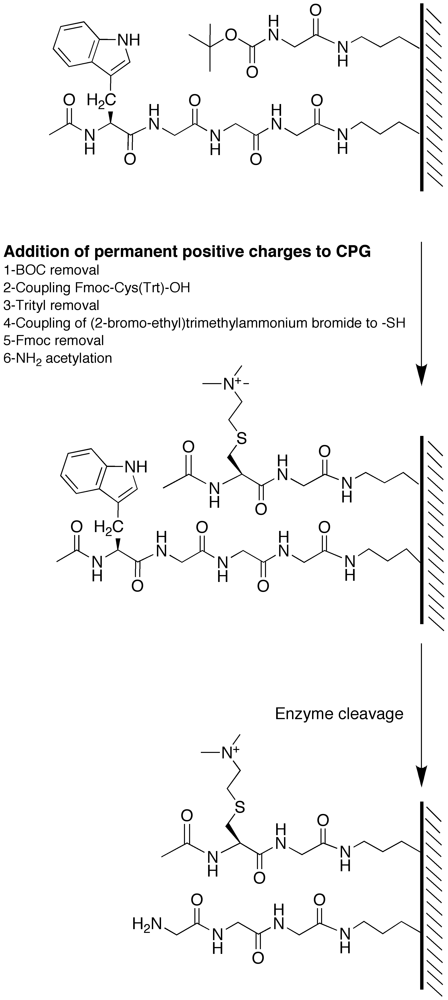 O
H
NH O N
N
H
O
O H₂C O O
H H
N N
N N N
H H H
O O
Addition of permanent positive charges to CPG
1-BOC removal
2-Coupling Fmoc-Cys(Trt)-OH
3-Trityl removal
4-Coupling of (2-bromo-ethyl)trimethylammonium bromide to -SH
5-Fmoc removal
6-NH₂ acetylation
N⁺
S
O O
H
NH N
N N
H H
O
O H₂C O O
H H
N N
N N N
H H H
O O
Enzyme cleavage
N⁺
S
O O
H
N
N N
H H
O
O O
H
H₂N N
N N
H H
O